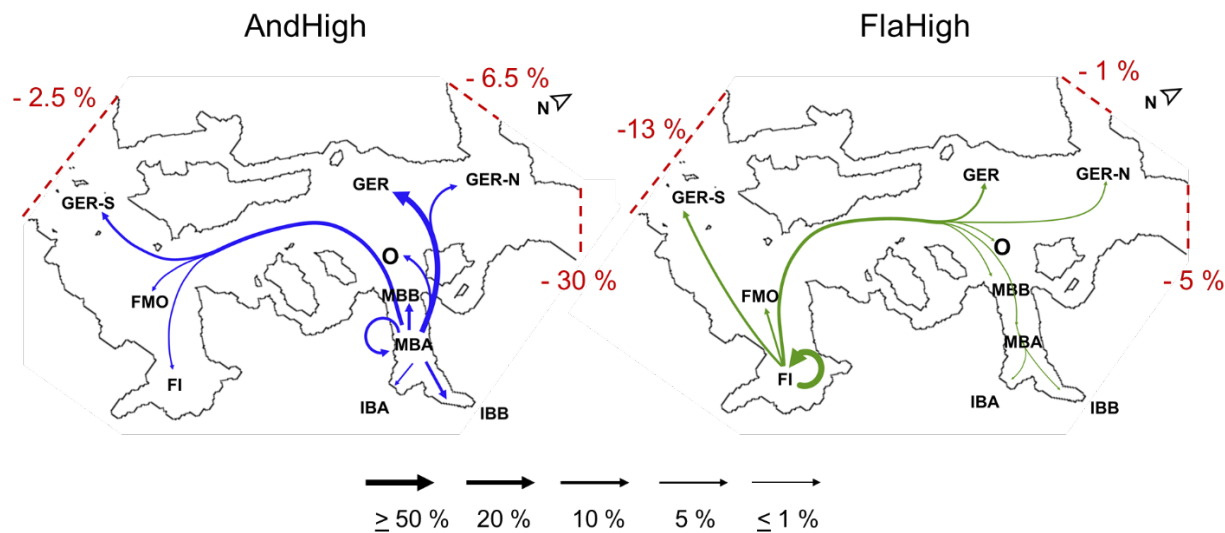 AndHigh
FlaHigh
- 2.5 %
- 6.5 %
N
GER-S
GER
GER-N
O
- 30 %
FMO
MBB
MBA
FI
IBA
IBB
-13 %
- 1 %
N
GER-S
GER
GER-N
O
- 5 %
FMO
MBB
MBA
FI
IBA
IBB
≥ 50 %
20 %
10 %
5 %
≤ 1 %